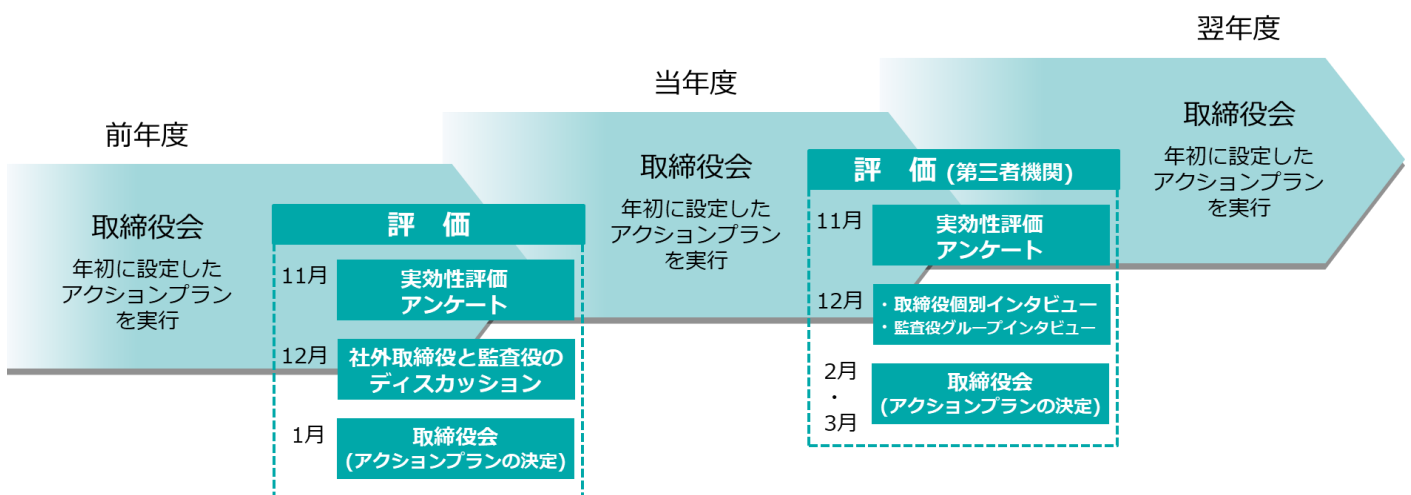 前年度
取締役会
年初に設定した
アクションプラン
を実行
評 価
11月
実効性評価
アンケート
12月
社外取締役と監査役の
ディスカッション
1月
取締役会
(アクションプランの決定)
当年度
取締役会
年初に設定した
アクションプラン
を実行
評 価 (第三者機関)
11月
実効性評価
アンケート
12月
・取締役個別インタビュー
・監査役グループインタビュー
2月
・
3月
取締役会
(アクションプランの決定)
翌年度
取締役会
年初に設定した
アクションプラン
を実行